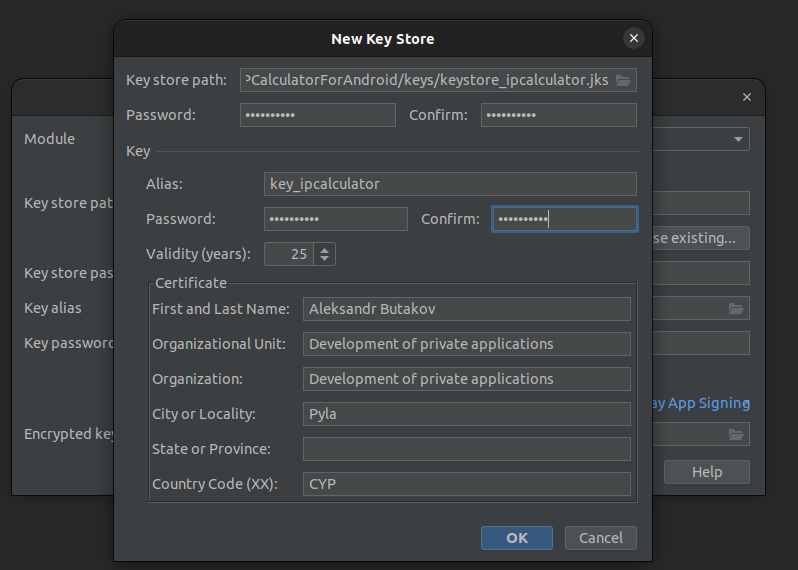 New Key Store
Key store path: PCalculatorForAndroid/keys/keystore_ipcalculator.jks
Password: •••••••••• Confirm: ••••••••••
Key
Alias: key_ipcalculator
Password: •••••••••• Confirm: ••••••••••
Validity (years): 25
Certificate
First and Last Name: Aleksandr Butakov
Organizational Unit: Development of private applications
Organization: Development of private applications
City or Locality: Pyla
State or Province:
Country Code (XX): CYP
OK Cancel
Module
Key store pat
se existing...
Key store pas
Key alias
Key password
ay App Signing
Encrypted key
Help